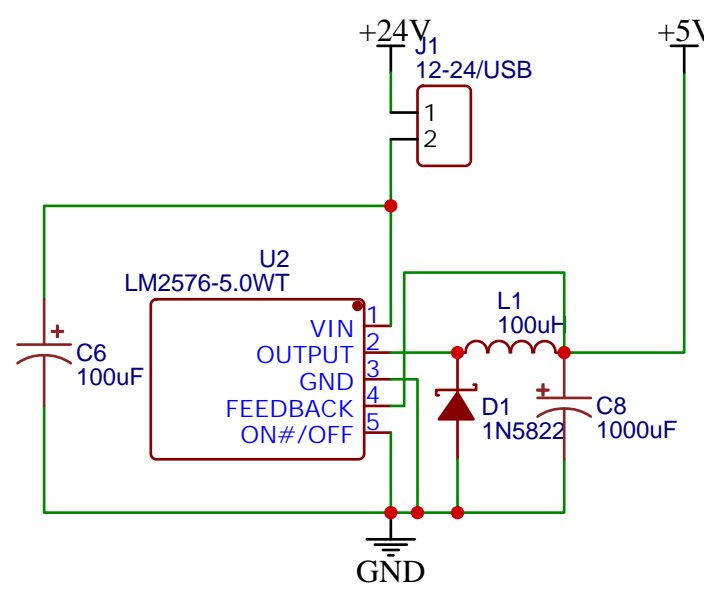 +24V
+5V
J1
12-24/USB
1
2
U2
LM2576-5.0WT
VIN 1
OUTPUT 2
GND 3
FEEDBACK 4
ON#/OFF 5
+
C6
100uF
L1
100uH
D1
1N5822
+
C8
1000uF
GND